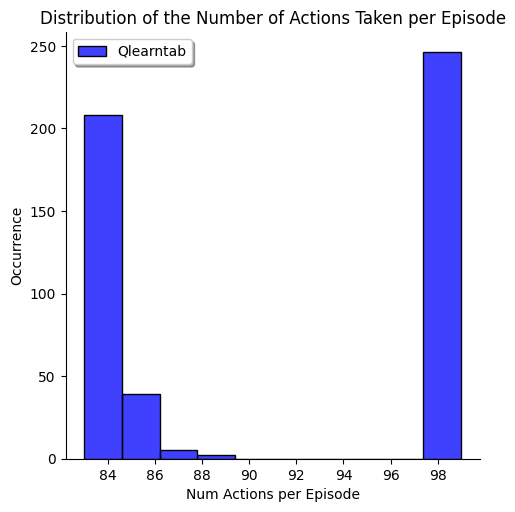 Distribution of the Number of Actions Taken per Episode
Qlearntab
250
200
150
100
50
0
Occurrence
84 86 88 90 92 94 96 98
Num Actions per Episode